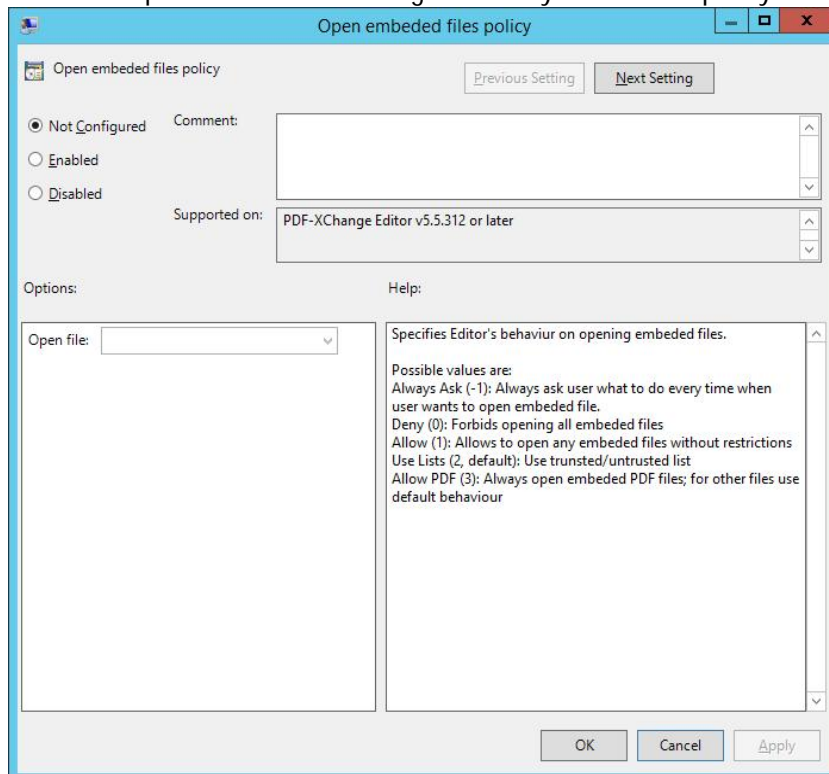 Open embeded files policy
Open embeded files policy
Previous Setting
Next Setting
Not Configured
Comment:
Enabled
Disabled
Supported on:
PDF-XChange Editor v5.5.312 or later
Options:
Help:
Open file:
Specifies Editor's behaviur on opening embeded files.
Possible values are:
Always Ask (-1): Always ask user what to do every time when
user wants to open embeded file.
Deny (0): Forbids opening all embeded files
Allow (1): Allows to open any embeded files without restrictions
Use Lists (2, default): Use trunsted/untrusted list
Allow PDF (3): Always open embeded PDF files; for other files use
default behaviour
OK
Cancel
Apply